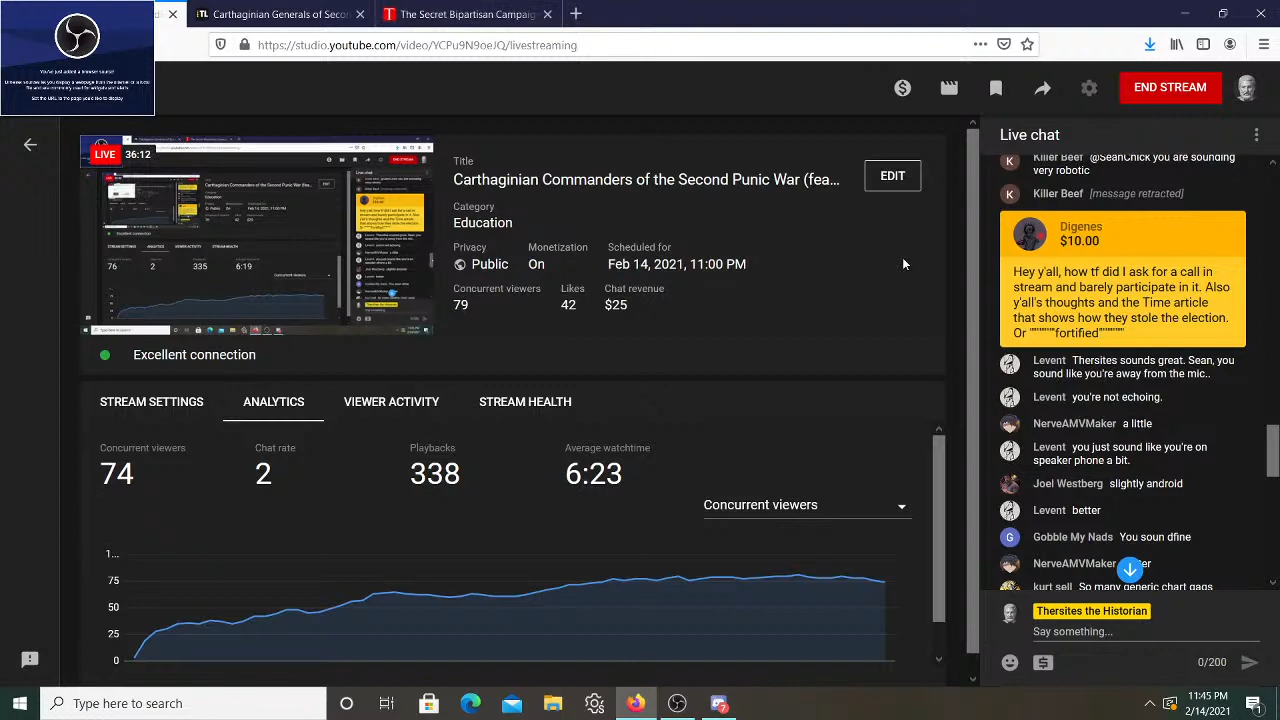 Carthaginian Generals of Secon
The Secret Bipartisan Campaig
You've just added a browser source!
https://studio.youtube.com/video/YCPu9N9oeJQ/livestreaming
END STREAM
LIVE
36:12
Title
Carthaginian Commanders of the Second Punic War (fea...
EDIT
Category
Education
Privacy
Monetization
Scheduled for
Public
On
Feb 14, 2021, 11:00 PM
Concurrent viewers
Likes
Chat revenue
79
42
$25
Excellent connection
STREAM SETTINGS
ANALYTICS
VIEWER ACTIVITY
STREAM HEALTH
Concurrent viewers
Chat rate
Playbacks
Average watchtime
74
2
338
6:23
Concurrent viewers
1...
75
50
25
0
Live chat
Killer Beef @SeanChick you are sounding
very robotic
Killer Beef [message retracted]
Digenes
$10.00
Hey y'all, how tf did I ask for a call in
stream and barely participate in it. Also
y'all's thoughts and the Time article
that shows how they stole the election.
Or """""""fortified"""""""
Levent Thersites sounds great. Sean, you
sound like you're away from the mic..
Levent you're not echoing.
NerveAMVMaker a little
Levent you just sound like you're on
speaker phone a bit.
Joel Westberg slightly android
Levent better
Gobble My Nads You soun dfine
NerveAMVMaker
kurt sell So many generic chart gags
Thersites the Historian
Say something...
0/200
Type here to search
11:45 PM
2/14/2021